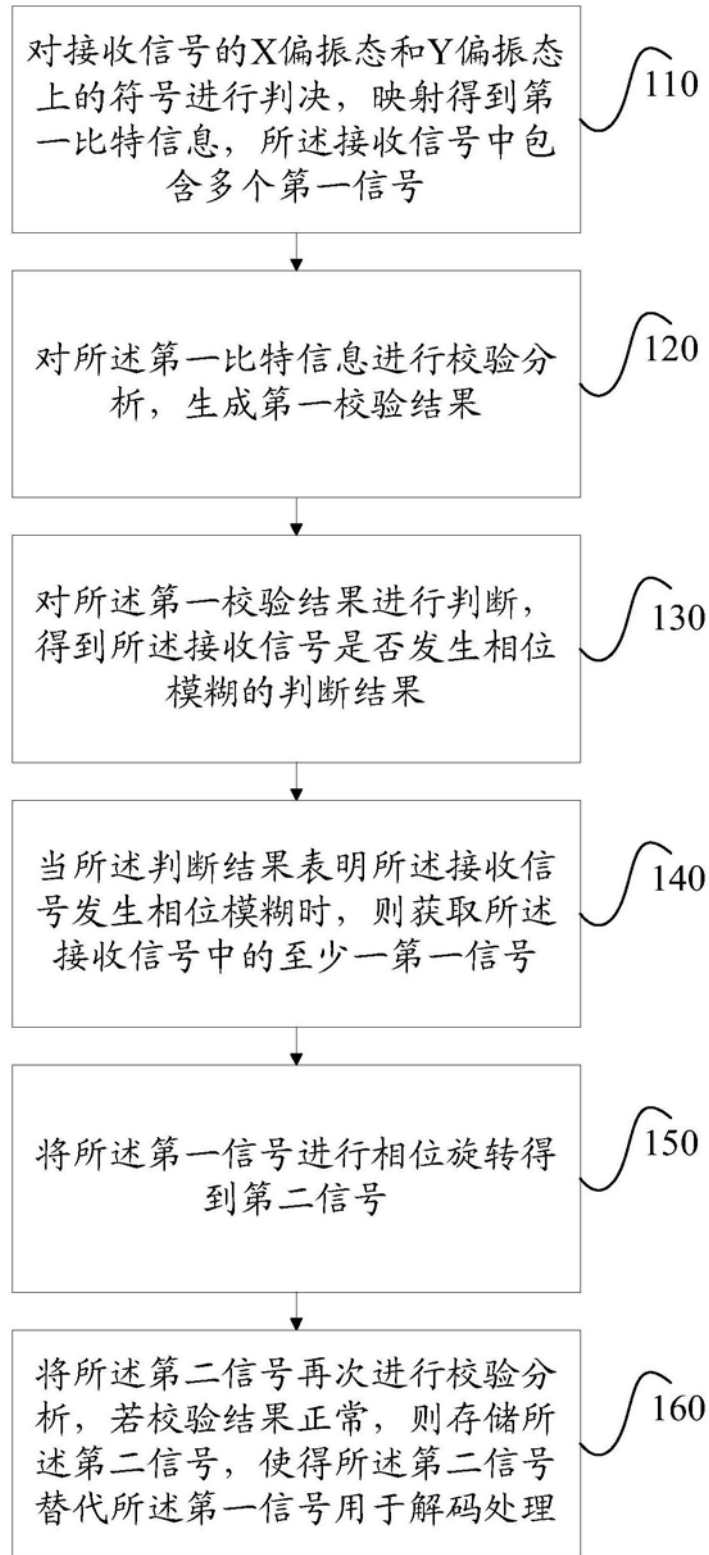 对接收信号的X偏振态和Y偏振态
上的符号进行判决，映射得到第
一比特信息，所述接收信号中包
含多个第一信号
110
对所述第一比特信息进行校验分
析，生成第一校验结果
120
对所述第一校验结果进行判断，
得到所述接收信号是否发生相位
模糊的判断结果
130
当所述判断结果表明所述接收信
号发生相位模糊时，则获取所述
接收信号中的至少一第一信号
140
将所述第一信号进行相位旋转得
到第二信号
150
将所述第二信号再次进行校验分
析，若校验结果正常，则存储所
述第二信号，使得所述第二信号
替代所述第一信号用于解码处理
160